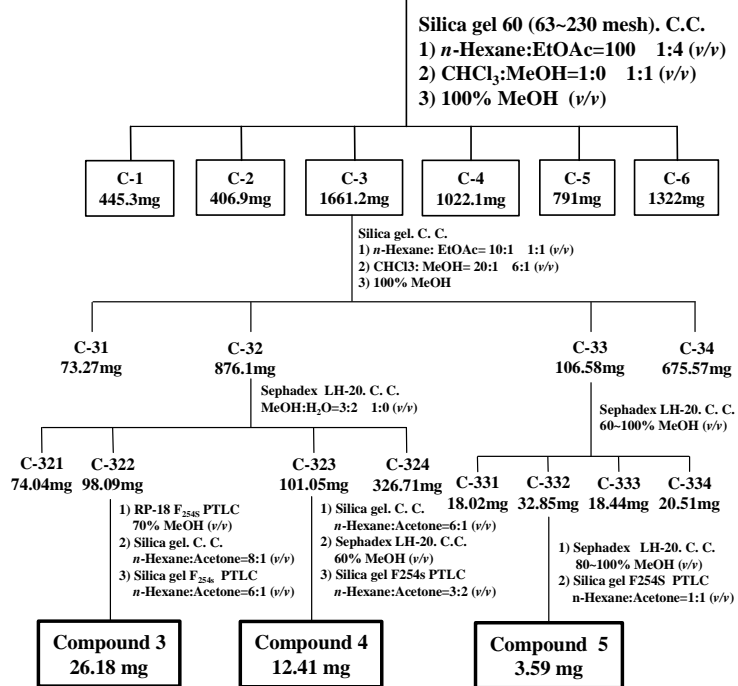 Silica gel 60 (63~230 mesh). C.C.
1) n-Hexane:EtOAc=100 1:4 (v/v)
2) CHCl₃:MeOH=1:0 1:1 (v/v)
3) 100% MeOH (v/v)
C-1
445.3mg
C-2
406.9mg
C-3
1661.2mg
C-4
1022.1mg
C-5
791mg
C-6
1322mg
Silica gel. C. C.
1) n-Hexane: EtOAc= 10:1 1:1 (v/v)
2) CHCl3: MeOH= 20:1 6:1 (v/v)
3) 100% MeOH
C-31
73.27mg
C-32
876.1mg
C-33
106.58mg
C-34
675.57mg
Sephadex LH-20. C. C.
MeOH:H₂O=3:2 1:0 (v/v)
Sephadex LH-20. C. C.
60~100% MeOH (v/v)
C-321
74.04mg
C-322
98.09mg
C-323
101.05mg
C-324
326.71mg
C-331
18.02mg
C-332
32.85mg
C-333
18.44mg
C-334
20.51mg
1) RP-18 F₂₅₄S PTLC
70% MeOH (v/v)
2) Silica gel. C. C.
n-Hexane:Acetone=8:1 (v/v)
3) Silica gel F₂₅₄s PTLC
n-Hexane:Acetone=6:1 (v/v)
1) Silica gel. C. C.
n-Hexane:Acetone=6:1 (v/v)
2) Sephadex LH-20. C.C.
60% MeOH (v/v)
3) Silica gel F254s PTLC
n-Hexane:Acetone=3:2 (v/v)
1) Sephadex LH-20. C. C.
80~100% MeOH (v/v)
2) Silica gel F254S PTLC
n-Hexane:Acetone=1:1 (v/v)
Compound 3
26.18 mg
Compound 4
12.41 mg
Compound 5
3.59 mg